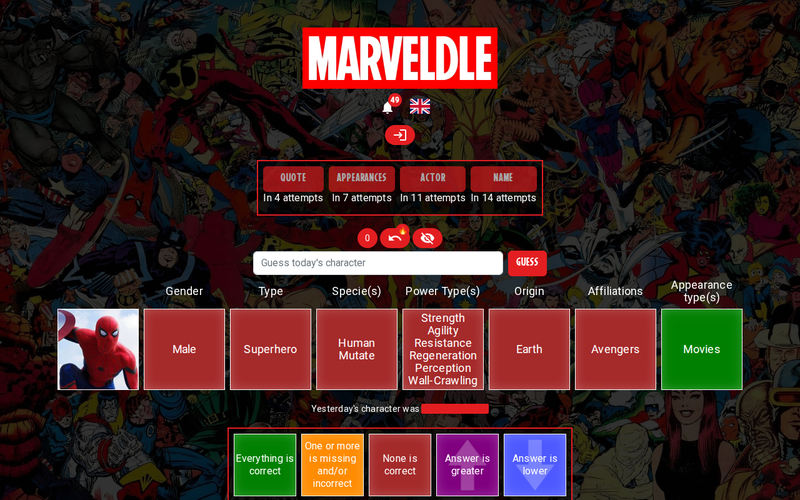 MARVELDLE
49
QUOTE APPEARANCES ACTOR NAME
In 4 attempts In 7 attempts In 11 attempts In 14 attempts
0
Guess today's character GUESS
Gender Type Specie(s) Power Type(s) Origin Affiliations Appearance type(s)
Male
Superhero
Human
Mutate
Strength
Agility
Resistance
Regeneration
Perception
Wall-Crawling
Earth
Avengers
Movies
Yesterday's character was
Everything is
correct
One or more
is missing
and/or
incorrect
None is
correct
Answer is
greater
Answer is
lower